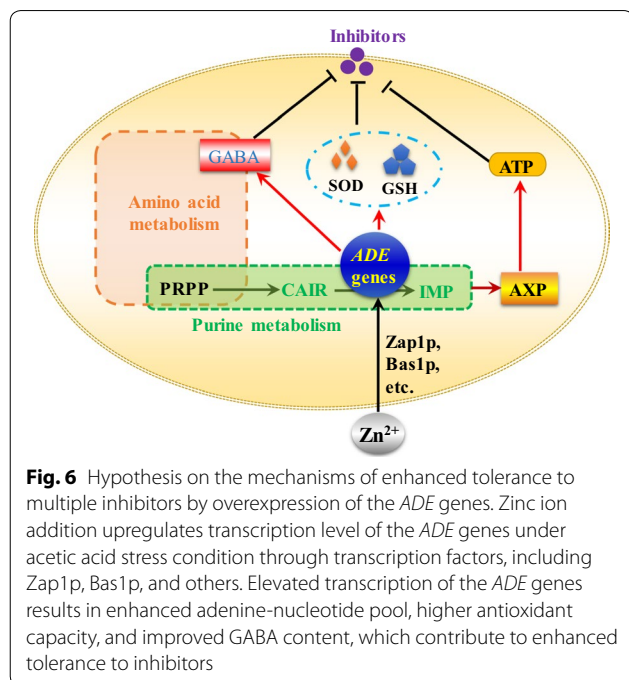 Inhibitors
GABA
SOD
GSH
ATP
Amino acid
metabolism
ADE
genes
PRPP
CAIR
IMP
AXP
Purine metabolism
Zap1p,
Bas1p,
etc.
Zn²⁺
Fig. 6 Hypothesis on the mechanisms of enhanced tolerance to
multiple inhibitors by overexpression of the ADE genes. Zinc ion
addition upregulates transcription level of the ADE genes under
acetic acid stress condition through transcription factors, including
Zap1p, Bas1p, and others. Elevated transcription of the ADE genes
results in enhanced adenine-nucleotide pool, higher antioxidant
capacity, and improved GABA content, which contribute to enhanced
tolerance to inhibitors